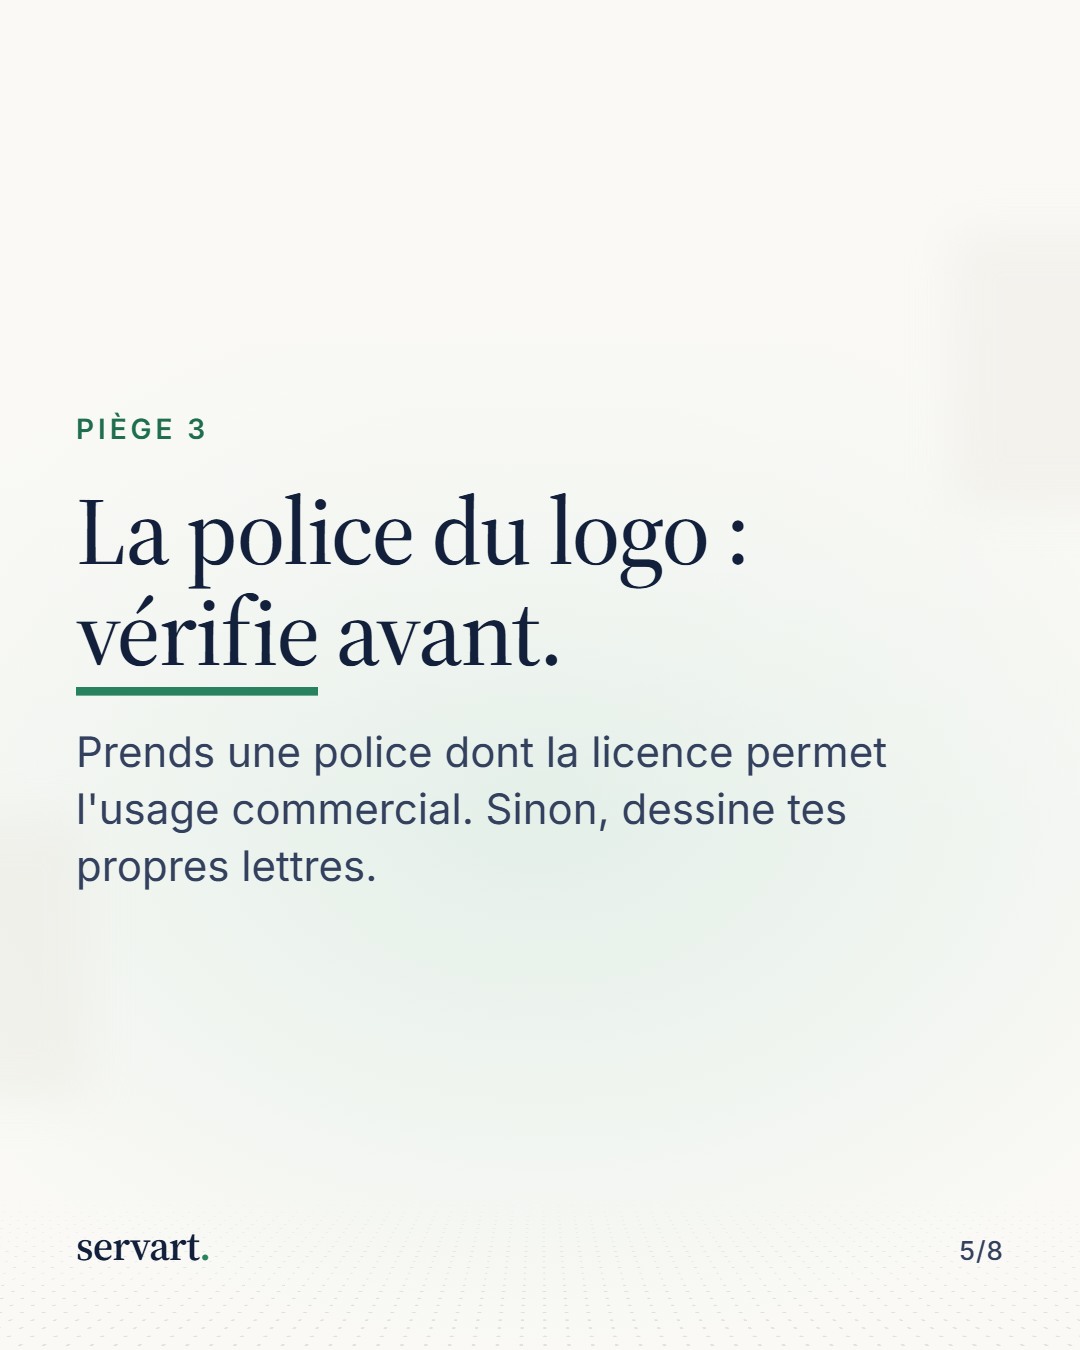 PIÈGE 3
La police du logo :
vérifie avant.
Prends une police dont la licence permet
l'usage commercial. Sinon, dessine tes
propres lettres.
servart.
5/8